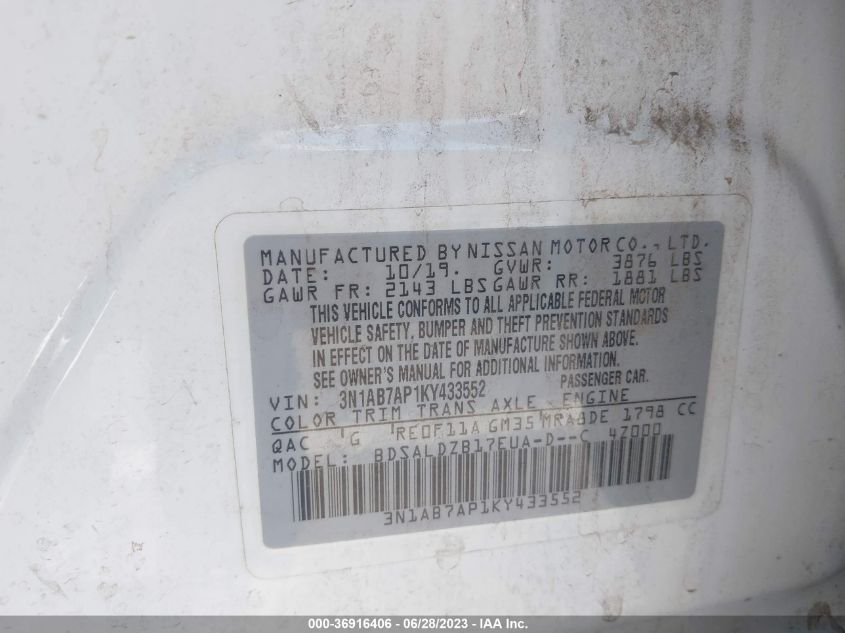 MANUFACTURED BY NISSAN MOTOR CO., LTD.
DATE: 10/19. GVWR: 3876 LBS
GAWR FR: 2143 LBS GAWR RR: 1881 LBS
THIS VEHICLE CONFORMS TO ALL APPLICABLE FEDERAL MOTOR
VEHICLE SAFETY, BUMPER AND THEFT PREVENTION STANDARDS
IN EFFECT ON THE DATE OF MANUFACTURE SHOWN ABOVE.
SEE OWNER'S MANUAL FOR ADDITIONAL INFORMATION.
VIN: 3N1AB7AP1KY433552 PASSENGER CAR.
COLOR TRIM TRANS AXLE ENGINE
QAC G RE0F11A GM35 MRA8DE 1798 CC
MODEL: BDSALDZB17EUA-D--C 4Z000
3N1AB7AP1KY433552
000-36916406 - 06/28/2023 - IAA Inc.